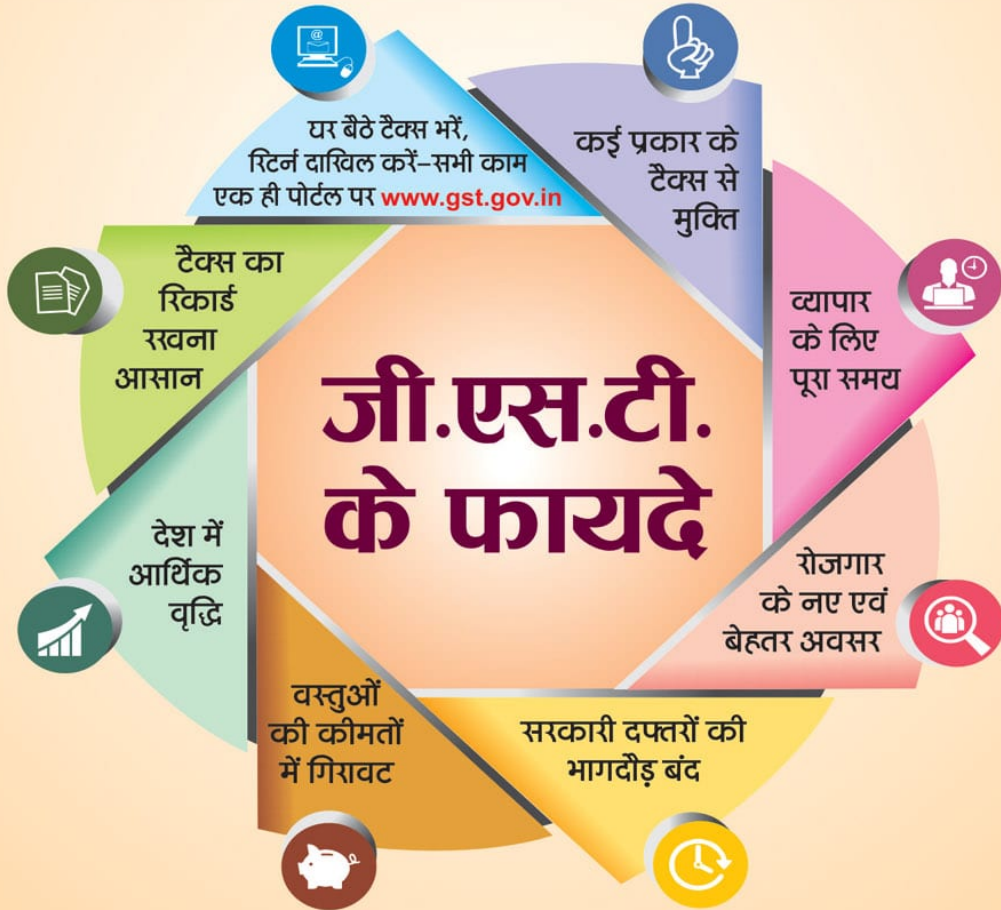 जी.एस.टी.
के फायदे
घर बैठे टैक्स भरें,
रिटर्न दाखिल करें–सभी काम
एक ही पोर्टल पर www.gst.gov.in
कई प्रकार के
टैक्स से
मुक्ति
व्यापार
के लिए
पूरा समय
रोजगार
के नए एवं
बेहतर अवसर
सरकारी दफ्तरों की
भागदौड़ बंद
वस्तुओं
की कीमतों
में गिरावट
देश में
आर्थिक
वृद्धि
टैक्स का
रिकार्ड
रखना
आसान